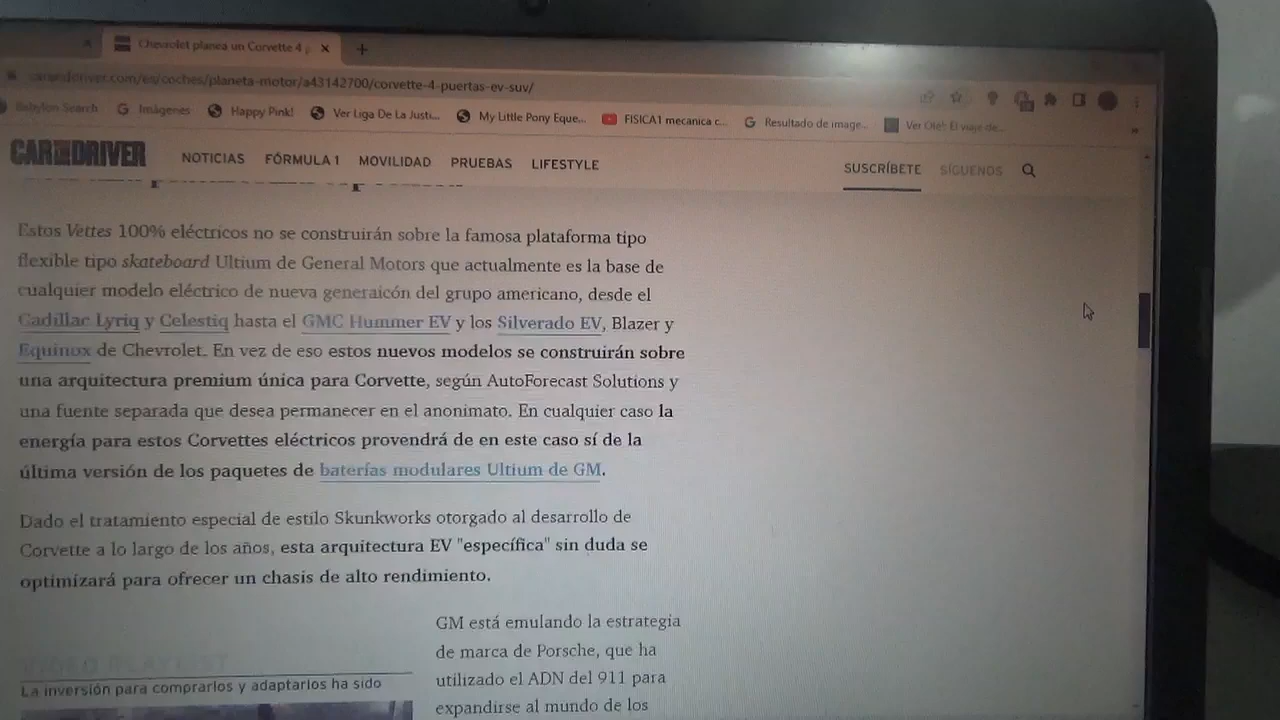 Chevrolet planea un Corvette 4 p
caranddriver.com/es/coches/planeta-motor/a43142700/corvette-4-puertas-ev-suv/
Babylon Search Imágenes Happy Pink! Ver Liga De La Justi... My Little Pony Eque... FISICA1 mecanica c... Resultado de image... Ver Olé! El viaje de...
CAR AND DRIVER NOTICIAS FÓRMULA 1 MOVILIDAD PRUEBAS LIFESTYLE SUSCRÍBETE SÍGUENOS
Estos Vettes 100% eléctricos no se construirán sobre la famosa plataforma tipo
flexible tipo skateboard Ultium de General Motors que actualmente es la base de
cualquier modelo eléctrico de nueva generaicón del grupo americano, desde el
Cadillac Lyriq y Celestiq hasta el GMC Hummer EV y los Silverado EV, Blazer y
Equinox de Chevrolet. En vez de eso estos nuevos modelos se construirán sobre
una arquitectura premium única para Corvette, según AutoForecast Solutions y
una fuente separada que desea permanecer en el anonimato. En cualquier caso la
energía para estos Corvettes eléctricos provendrá de en este caso sí de la
última versión de los paquetes de baterías modulares Ultium de GM.
Dado el tratamiento especial de estilo Skunkworks otorgado al desarrollo de
Corvette a lo largo de los años, esta arquitectura EV "específica" sin duda se
optimizará para ofrecer un chasis de alto rendimiento.
GM está emulando la estrategia
de marca de Porsche, que ha
utilizado el ADN del 911 para
expandirse al mundo de los
La inversión para comprarlos y adaptarlos ha sido